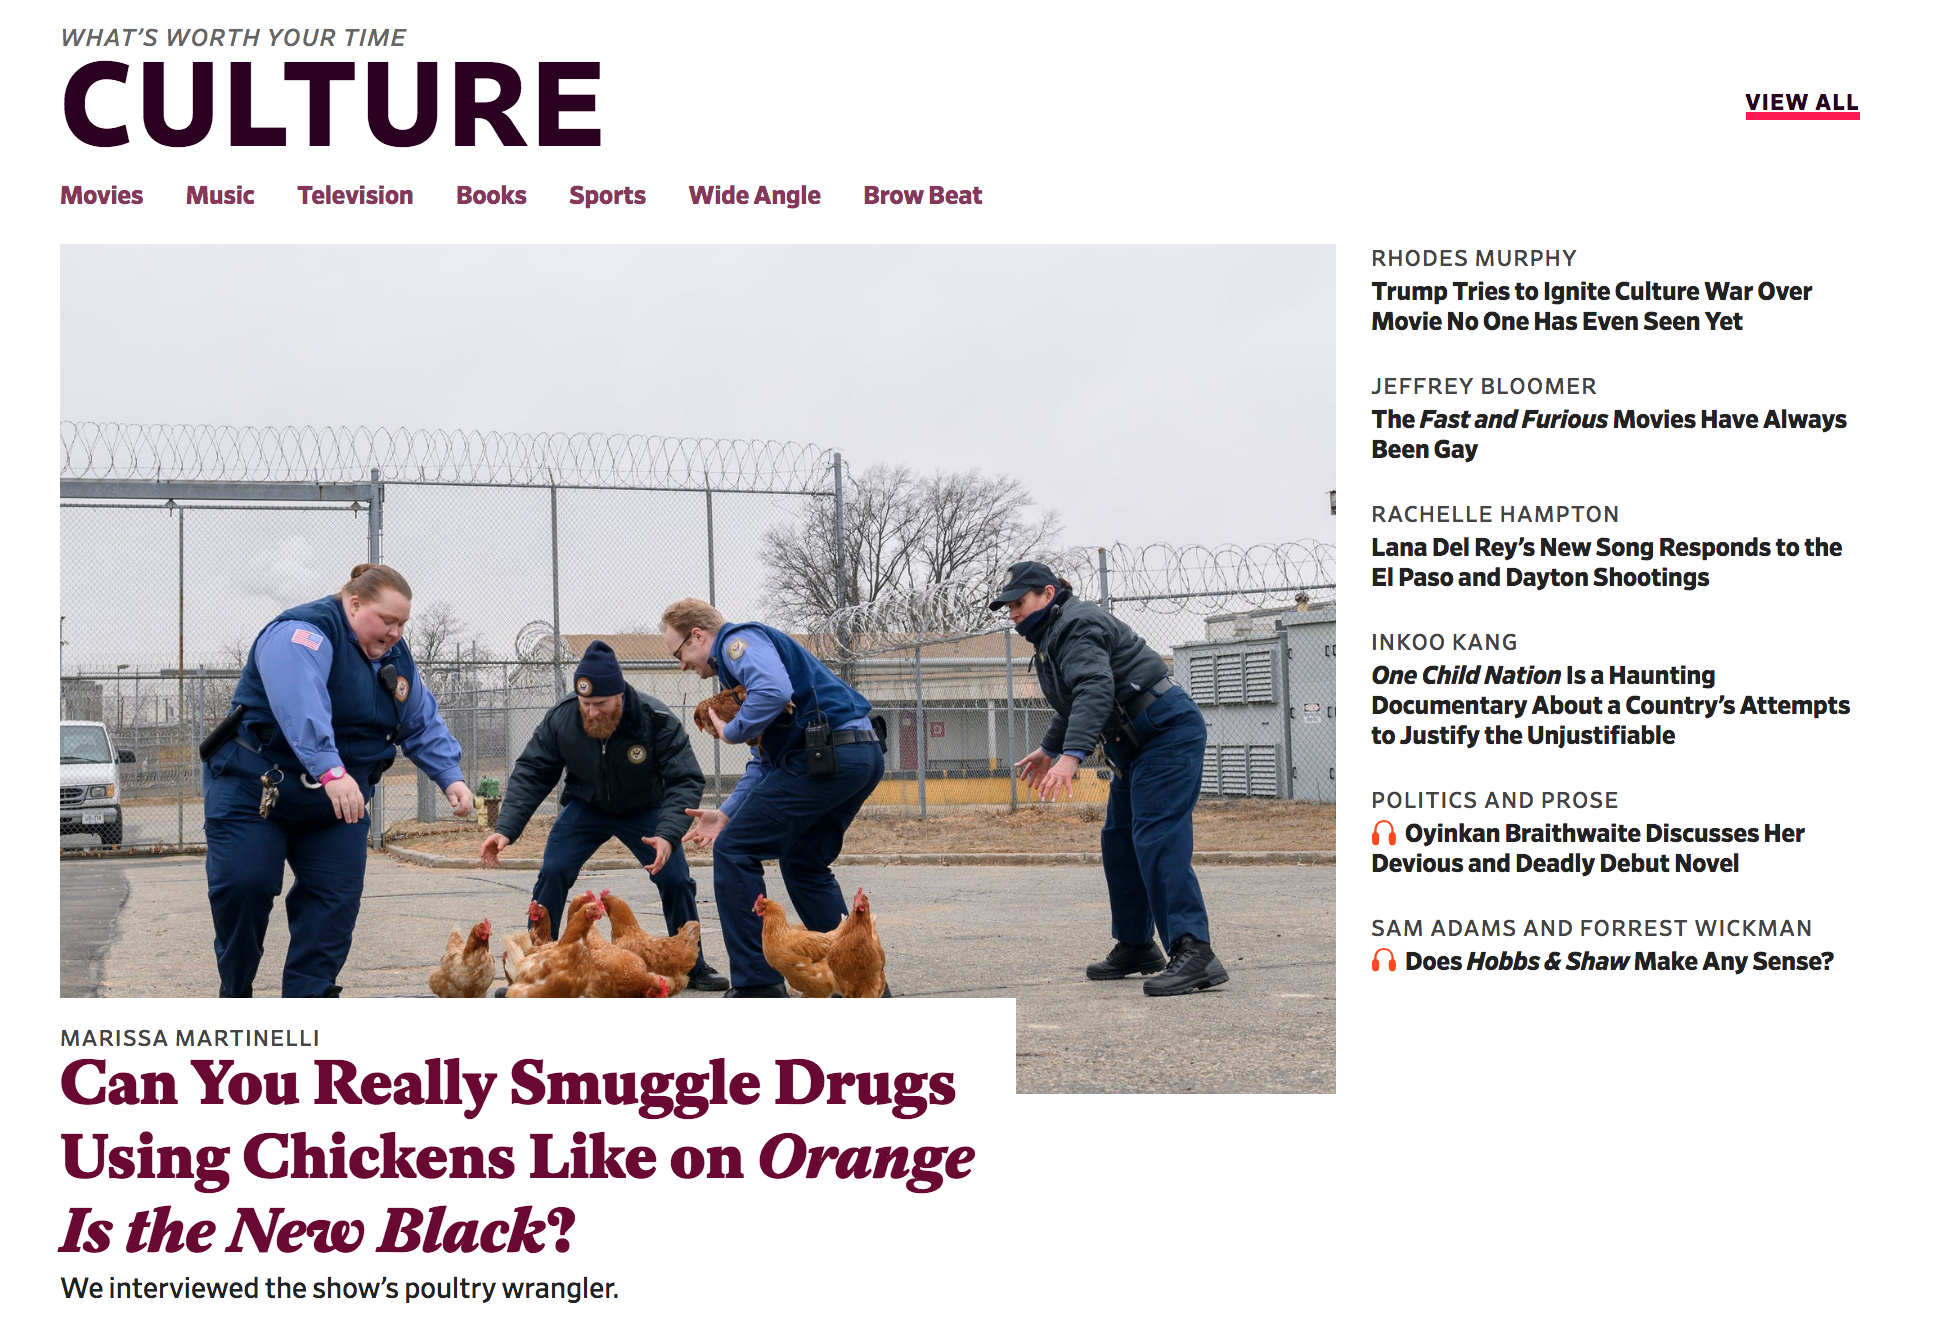 WHAT'S WORTH YOUR TIME
CULTURE
VIEW ALL
Movies Music Television Books Sports Wide Angle Brow Beat
RHODES MURPHY
Trump Tries to Ignite Culture War Over
Movie No One Has Even Seen Yet
JEFFREY BLOOMER
The Fast and Furious Movies Have Always
Been Gay
RACHELLE HAMPTON
Lana Del Rey's New Song Responds to the
El Paso and Dayton Shootings
INKOO KANG
One Child Nation Is a Haunting
Documentary About a Country's Attempts
to Justify the Unjustifiable
POLITICS AND PROSE
Oyinkan Braithwaite Discusses Her
Devious and Deadly Debut Novel
SAM ADAMS AND FORREST WICKMAN
Does Hobbs & Shaw Make Any Sense?
MARISSA MARTINELLI
Can You Really Smuggle Drugs
Using Chickens Like on Orange
Is the New Black?
We interviewed the show's poultry wrangler.